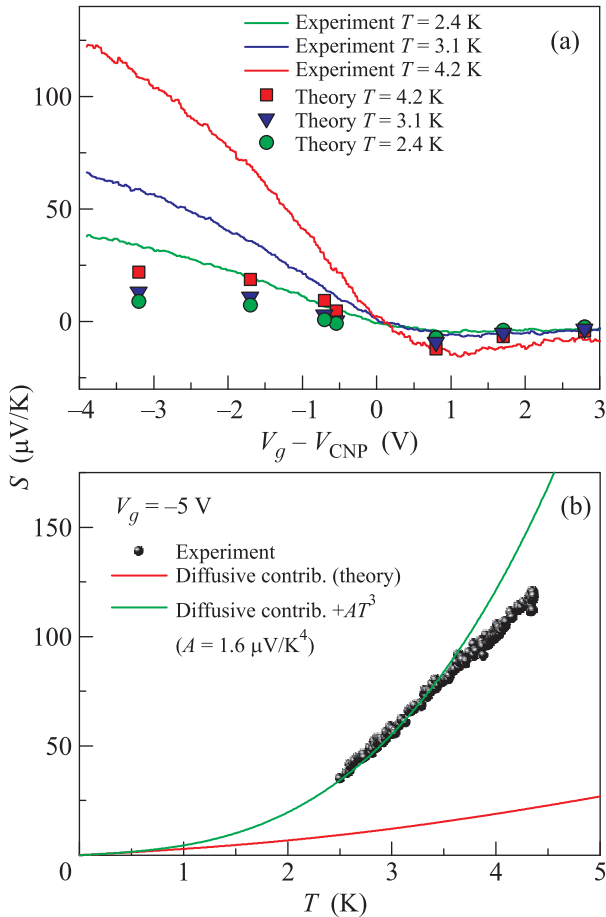 Experiment T = 2.4 K
Experiment T = 3.1 K
Experiment T = 4.2 K
(a)
Theory T = 4.2 K
Theory T = 3.1 K
Theory T = 2.4 K
100
50
0
–4 –3 –2 –1 0 1 2 3
V_g – V_CNP (V)
S (μV/K)
V_g = –5 V
(b)
Experiment
Diffusive contrib. (theory)
Diffusive contrib. +AT^3
(A = 1.6 μV/K^4)
150
100
50
0 1 2 3 4 5
T (K)